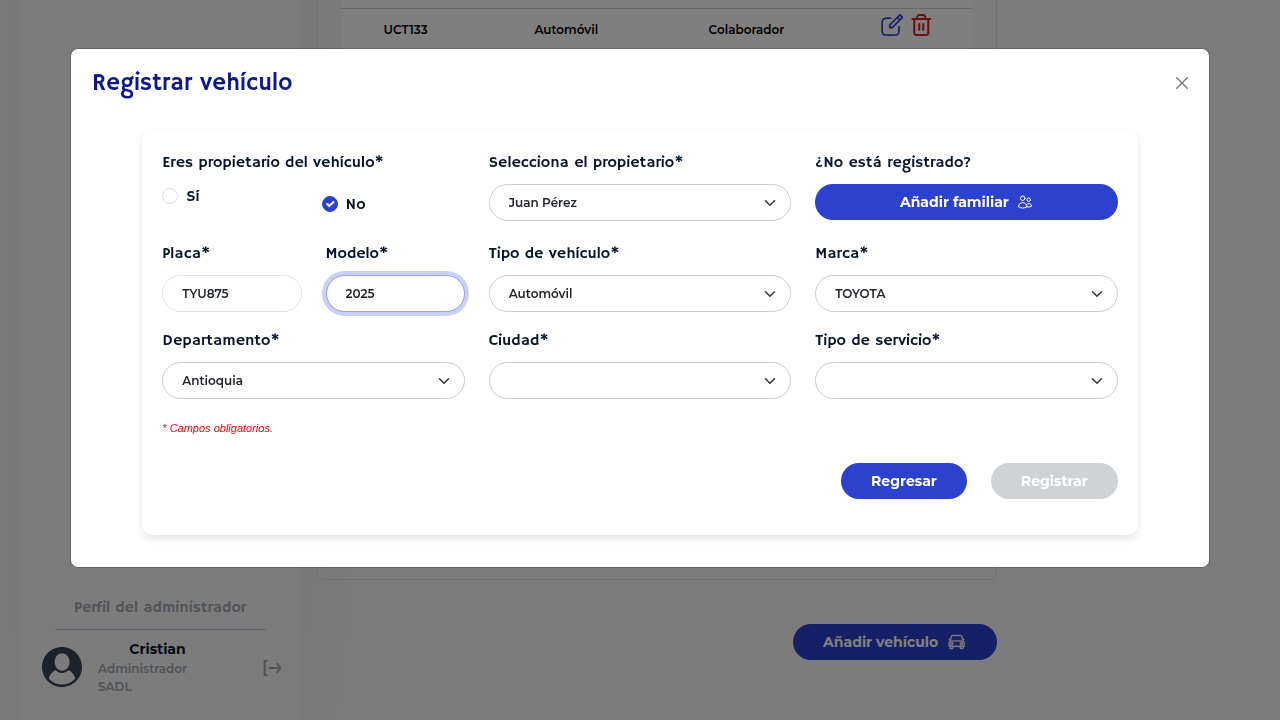 UCT133 Automóvil Colaborador
Registrar vehículo
Eres propietario del vehículo* Selecciona el propietario* ¿No está registrado?
Sí No Juan Pérez Añadir familiar
Placa* Modelo* Tipo de vehículo* Marca*
TYU875 2025 Automóvil TOYOTA
Departamento* Ciudad* Tipo de servicio*
Antioquia
* Campos obligatorios.
Regresar Registrar
Perfil del administrador
Cristian
Administrador
SADL
Añadir vehículo